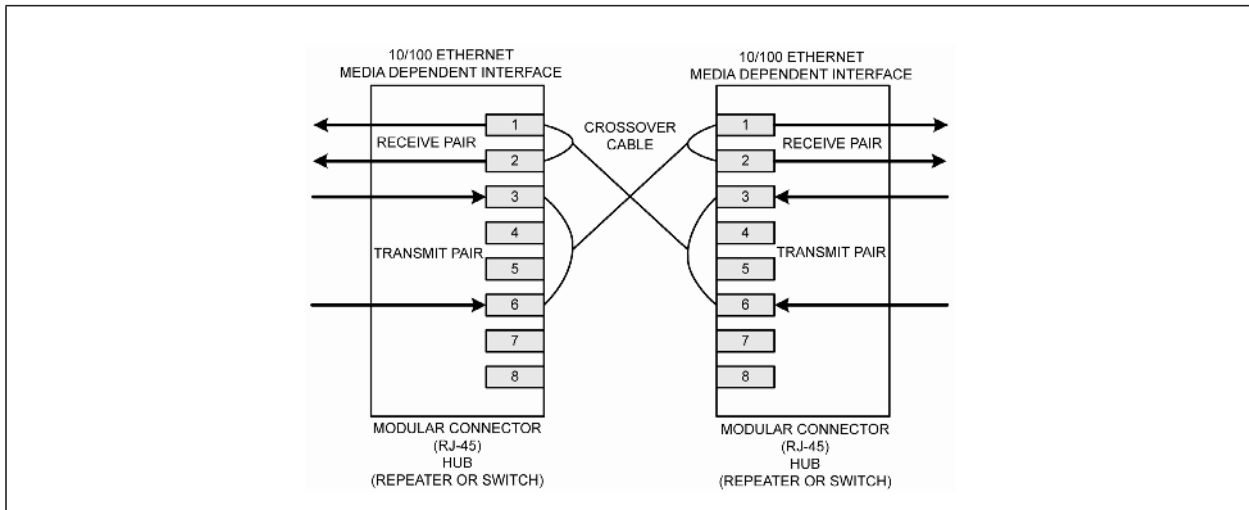 10/100 ETHERNET
MEDIA DEPENDENT INTERFACE
10/100 ETHERNET
MEDIA DEPENDENT INTERFACE
1
RECEIVE PAIR
2
3
4
TRANSMIT PAIR
5
6
7
8
CROSSOVER
CABLE
1
RECEIVE PAIR
2
3
4
TRANSMIT PAIR
5
6
7
8
MODULAR CONNECTOR
(RJ-45)
HUB
(REPEATER OR SWITCH)
MODULAR CONNECTOR
(RJ-45)
HUB
(REPEATER OR SWITCH)